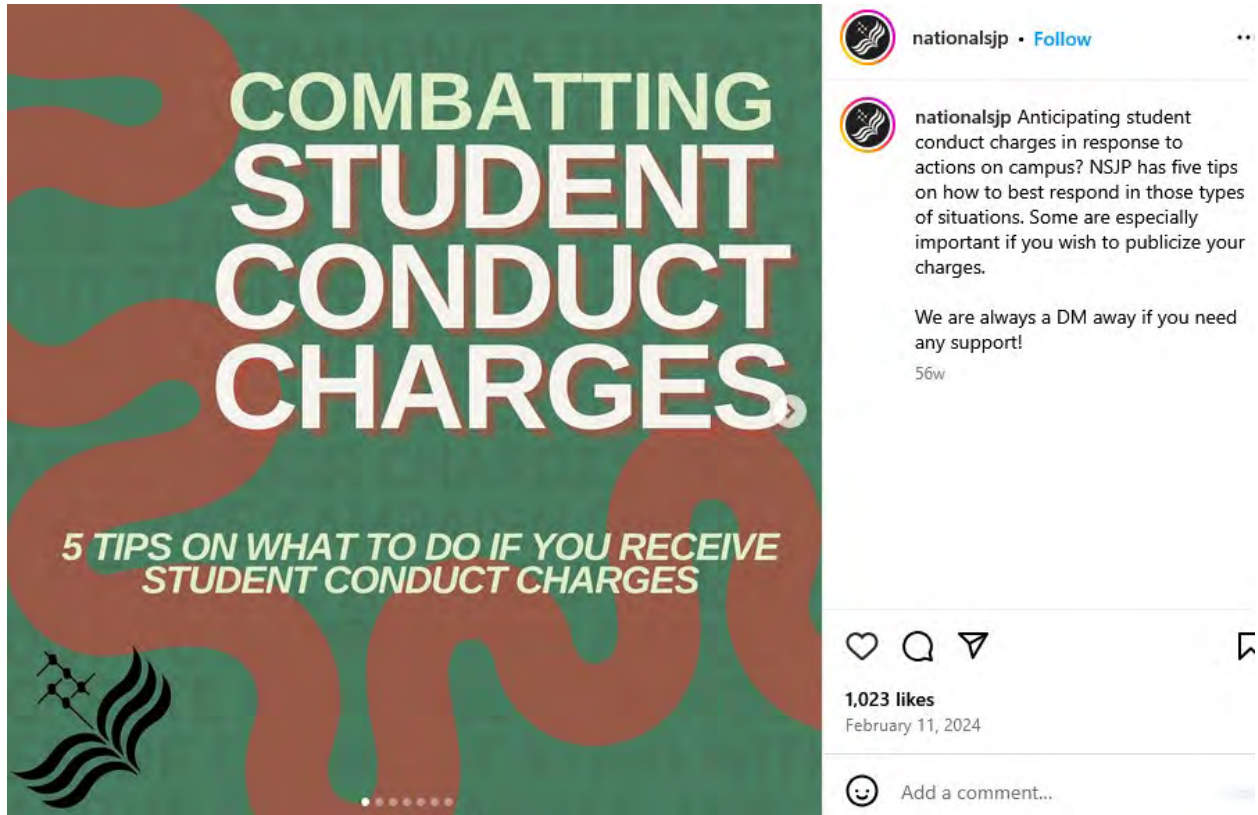 COMBATTING
STUDENT
CONDUCT
CHARGES
5 TIPS ON WHAT TO DO IF YOU RECEIVE
STUDENT CONDUCT CHARGES
nationalsjp • Follow
nationalsjp Anticipating student
conduct charges in response to
actions on campus? NSJP has five tips
on how to best respond in those types
of situations. Some are especially
important if you wish to publicize your
charges.
We are always a DM away if you need
any support!
56w
1,023 likes
February 11, 2024
Add a comment...